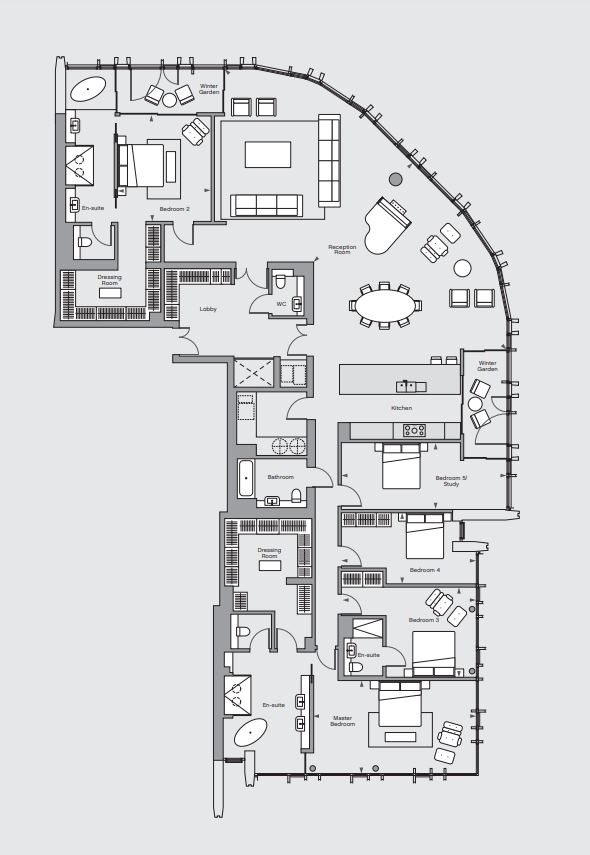 Winter
Garden
En-suite
Bedroom 2
Reception
Room
Dressing
Room
Lobby
WC
Winter
Garden
Kitchen
Bathroom
Bedroom 5/
Study
Dressing
Room
Bedroom 4
Bedroom 3
En-suite
En-suite
Master
Bedroom